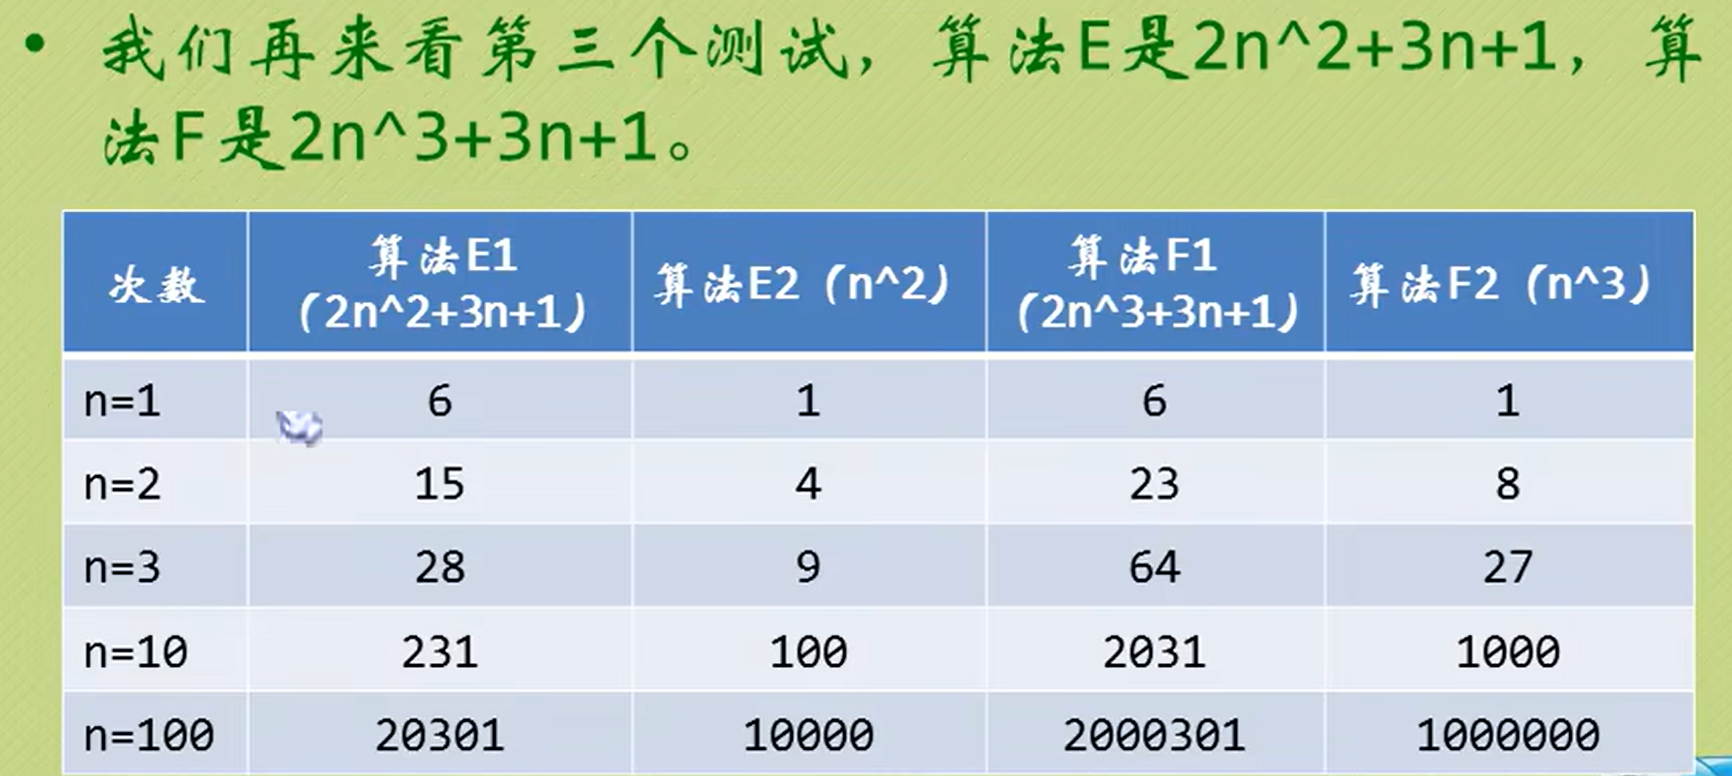 • 我们再来看第三个测试，算法E是2n^2+3n+1，算
法F是2n^3+3n+1。
次数 算法E1（2n^2+3n+1） 算法E2（n^2） 算法F1（2n^3+3n+1） 算法F2（n^3）
n=1 6 1 6 1
n=2 15 4 23 8
n=3 28 9 64 27
n=10 231 100 2031 1000
n=100 20301 10000 2000301 1000000